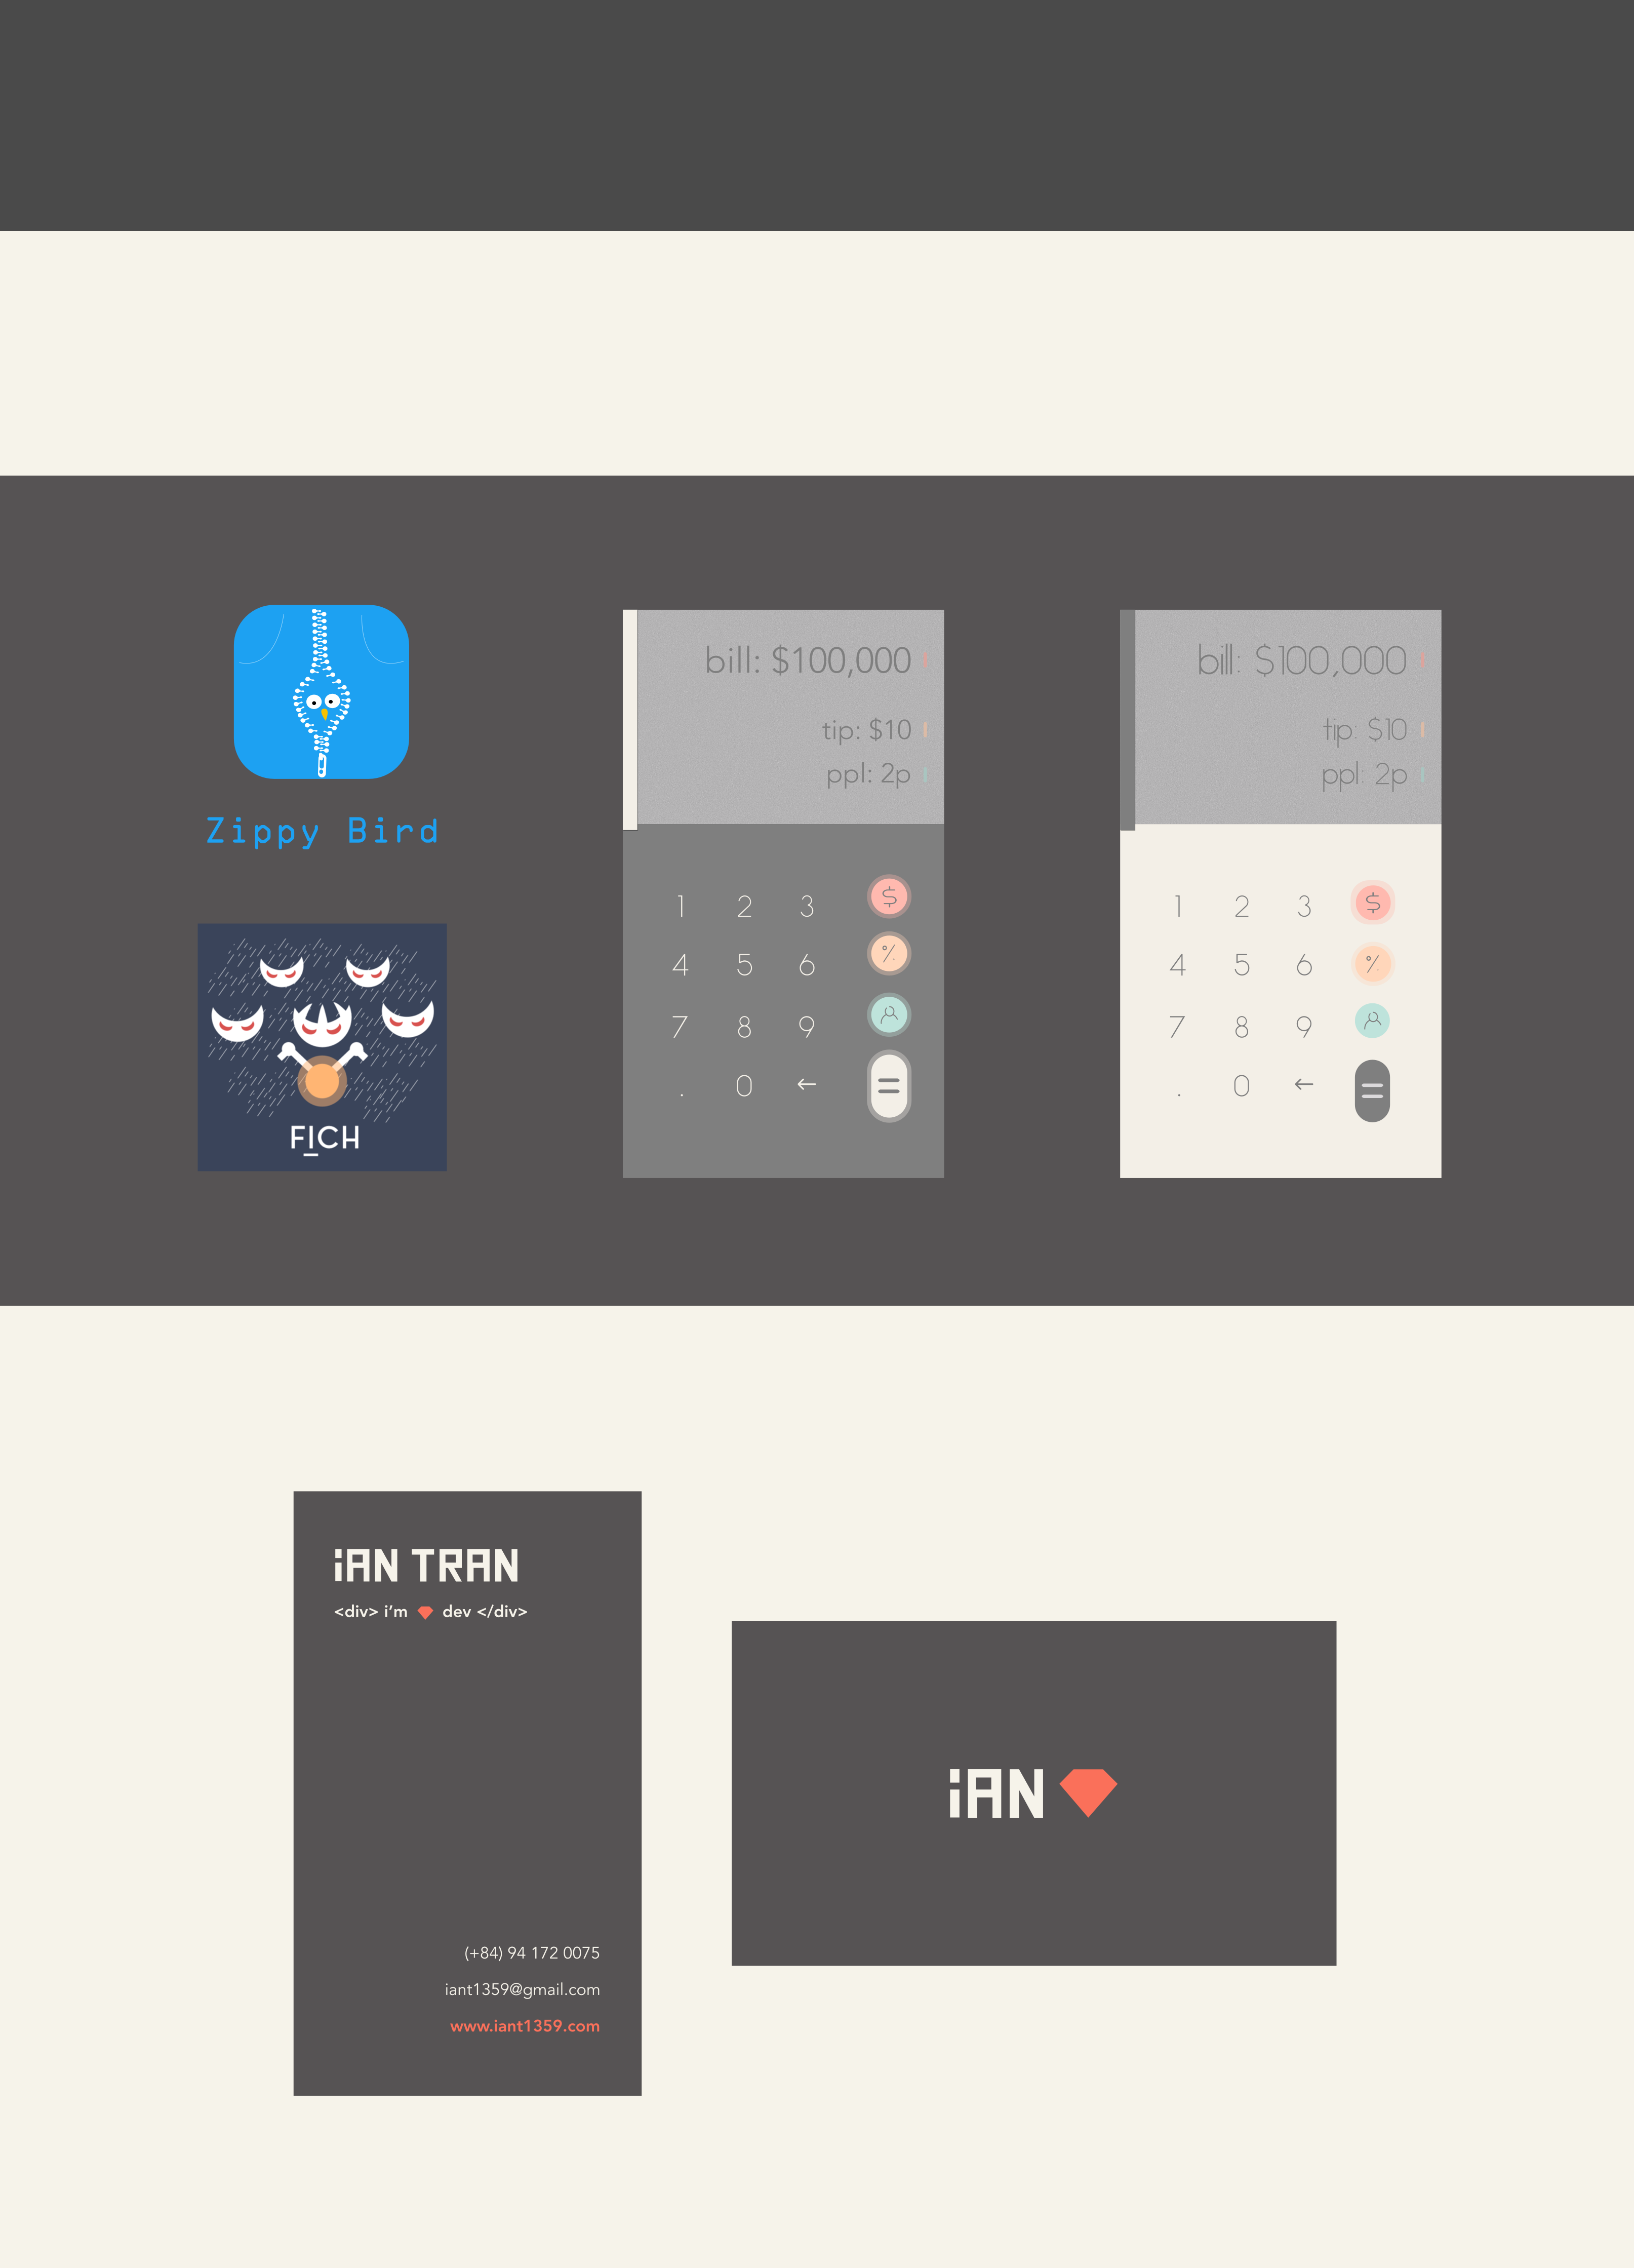 Zippy Bird
FICH
bill: $100,000
tip: $10
ppl: 2p
1 2 3 $
4 5 6 %
7 8 9
. 0 ← =
bill: $100,000
tip: $10
ppl: 2p
1 2 3 $
4 5 6 %
7 8 9
. 0 ← =
iAN TRAN
<div> i’m dev </div>
(+84) 94 172 0075
iant1359@gmail.com
www.iant1359.com
iAN